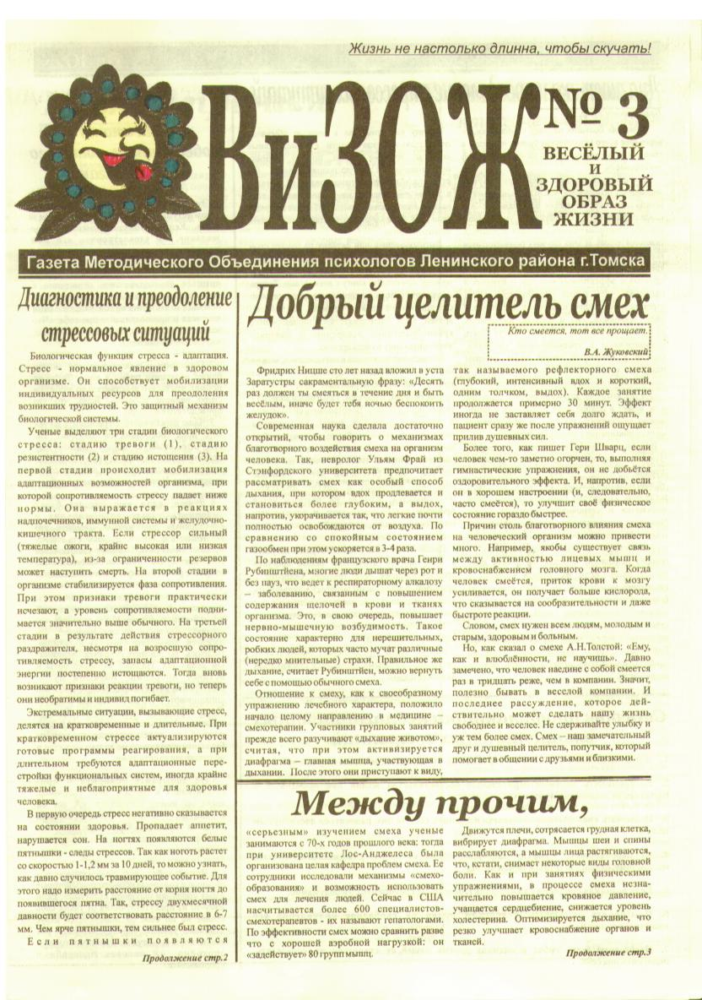 Жизнь не настолько длинна, чтобы скучать!
ВиЗОЖ
№ 3
ВЕСЁЛЫЙ
и
ЗДОРОВЫЙ
ОБРАЗ
ЖИЗНИ
Газета Методического Объединения психологов Ленинского района г.Томска
Диагностика и преодоление
стрессовых ситуаций
Биологическая функция стресса - адаптация.
Стресс - нормальное явление в здоровом
организме. Он способствует мобилизации
индивидуальных ресурсов для преодоления
возникших трудностей. Это защитный механизм
биологической системы.
Ученые выделяют три стадии биологического
стресса: стадию тревоги (1), стадию
резистентности (2) и стадию истощения (3). На
первой стадии происходит мобилизация
адаптационных возможностей организма, при
которой сопротивляемость стрессу падает ниже
нормы. Она выражается в реакциях
надпочечников, иммунной системы и желудочно-
кишечного тракта. Если стрессор сильный
(тяжелые ожоги, крайне высокая или низкая
температура), из-за ограниченности резервов
может наступить смерть. На второй стадии в
организме стабилизируется фаза сопротивления.
При этом признаки тревоги практически
исчезают, а уровень сопротивляемости подни-
мается значительно выше обычного. На третьей
стадии в результате действия стрессорного
раздражителя, несмотря на возросшую сопро-
тивляемость стрессу, запасы адаптационной
энергии постепенно истощаются. Тогда вновь
возникают признаки реакции тревоги, но теперь
они необратимы и индивид погибает.
Экстремальные ситуации, вызывающие стресс,
делятся на кратковременные и длительные. При
кратковременном стрессе актуализируются
готовые программы реагирования, а при
длительном требуются адаптационные пере-
стройки функциональных систем, иногда крайне
тяжелые и неблагоприятные для здоровья
человека.
В первую очередь стресс негативно сказывается
на состоянии здоровья. Пропадает аппетит,
нарушается сон. На ногтях появляются белые
пятнышки - следы стрессов. Так как ноготь растет
со скоростью 1-1,2 мм за 10 дней, то можно узнать,
как давно случилось травмирующее событие. Для
этого надо измерить расстояние от корня ногтя до
появившегося пятна. Так, стрессу двухмесячной
давности будет соответствовать расстояние в 6-7
мм. Чем ярче пятнышки, тем сильнее был стресс.
Если пятнышки появляются
Продолжение стр.2
Добрый целитель смех
Кто смеется, тот все прощает.
В.А. Жуковский
Фридрих Ницше сто лет назад вложил в уста
Заратустры сакраментальную фразу: «Десять
раз должен ты смеяться в течение дня и быть
весёлым, иначе будет тебя ночью беспокоить
желудок».
Современная наука сделала достаточно
открытий, чтобы говорить о механизмах
благотворного воздействия смеха на организм
человека. Так, невролог Ульям Фрай из
Стэнфордского университета предпочитает
рассматривать смех как особый способ
дыхания, при котором вдох продлевается и
становиться более глубоким, а выдох,
напротив, укорачивается так, что легкие почти
полностью освобождаются от воздуха. По
сравнению со спокойным состоянием
газообмен при этом ускоряется в 3-4 раза.
По наблюдениям французского врача Генри
Рубинштйена, многие люди дышат через рот и
без пауз, что ведет к респираторному алкалозу
– заболеванию, связанным с повышением
содержания щелочей в крови и тканях
организма. Это, в свою очередь, повышает
нервно-мышечную возбудимость. Такое
состояние характерно для нерешительных,
робких людей, которых часто мучат различные
(нередко мнительные) страхи. Правильное же
дыхание, считает Рубинштйен, можно вернуть
себе с помощью обычного смеха.
Отношение к смеху, как к своеобразному
упражнению лечебного характера, положило
начало целому направлению в медицине –
смехотерапии. Участники групповых занятий
прежде всего разучивают «дыхание животом»,
считая, что при этом активизируется
диафрагма – главная мышца, участвующая в
дыхании. После этого они приступают к виду,
так называемого рефлекторного смеха
(глубокий, интенсивный вдох и короткий,
одним толчком, выдох). Каждое занятие
продолжается примерно 30 минут. Эффект
иногда не заставляет себя долго ждать, и
пациент сразу же после упражнений ощущает
прилив душевных сил.
Более того, как пишет Гери Шварц, если
человек чем-то заметно огорчен, то, выполняя
гимнастические упражнения, он не добьётся
оздоровительного эффекта. И, напротив, если
он в хорошем настроении (и, следовательно,
часто смеётся), то улучшит своё физическое
состояние гораздо быстрее.
Причин столь благотворного влияния смеха
на человеческий организм можно привести
много. Например, якобы существует связь
между активностью лицевых мышц и
кровоснабжением головного мозга. Когда
человек смеётся, приток крови к мозгу
усиливается, он получает больше кислорода,
что сказывается на сообразительности и даже
быстроте реакции.
Словом, смех нужен всем людям, молодым и
старым, здоровым и больным.
Но, как сказал о смехе А.Н.Толстой: «Ему,
как и влюблённости, не научишь». Давно
замечено, что человек наедине с собой смеется
раз в тридцать реже, чем в компании. Значит,
полезно бывать в веселой компании. И
последнее рассуждение, которое дей-
ствительно может сделать нашу жизнь
свободнее и веселее. Не сдерживайте улыбку и
уж тем более смех. Смех – наш замечательный
друг и душевный целитель, попутчик, который
помогает в общении с друзьями и близкими.
Между прочим,
«серьезным» изучением смеха ученые
занимаются с 70-х годов прошлого века: тогда
при университете Лос-Анджелеса была
организована целая кафедра проблем смеха. Ее
сотрудники исследовали механизмы «смехо-
образования» и возможность использовать
смех для лечения людей. Сейчас в США
насчитывается более 600 специалистов-
смехотерапевтов - их называют гепатологами.
По эффективности смех можно сравнить разве
что с хорошей аэробной нагрузкой: он
«задействует» 80 групп мышц.
Движутся плечи, сотрясается грудная клетка,
вибрирует диафрагма. Мышцы шеи и спины
расслабляются, а мышцы лица растягиваются,
что, кстати, снимает некоторые виды головной
боли. Как и при занятиях физическими
упражнениями, в процессе смеха незна-
чительно повышается кровяное давление,
учащается сердцебиение, снижается уровень
холестерина. Оптимизируется дыхание, что
резко улучшает кровоснабжение органов и
тканей.
Продолжение стр.3